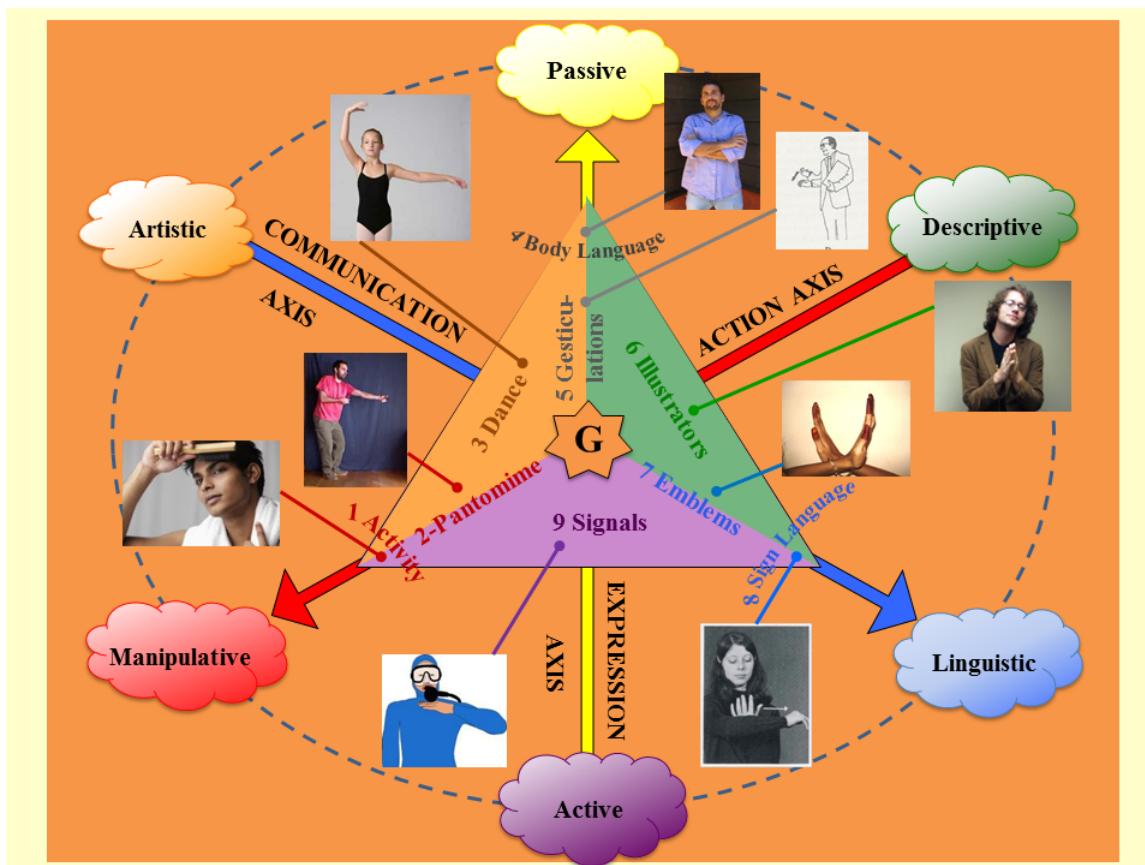 Passive
Artistic
Descriptive
COMMUNICATION
AXIS
ACTION AXIS
4 Body Language
5 Gesticu-
lations
6 Illustrators
3 Dance
G
2-Pantomime
1 Activity
7 Emblems
8 Sign Language
9 Signals
EXPRESSION
AXIS
Manipulative
Linguistic
Active